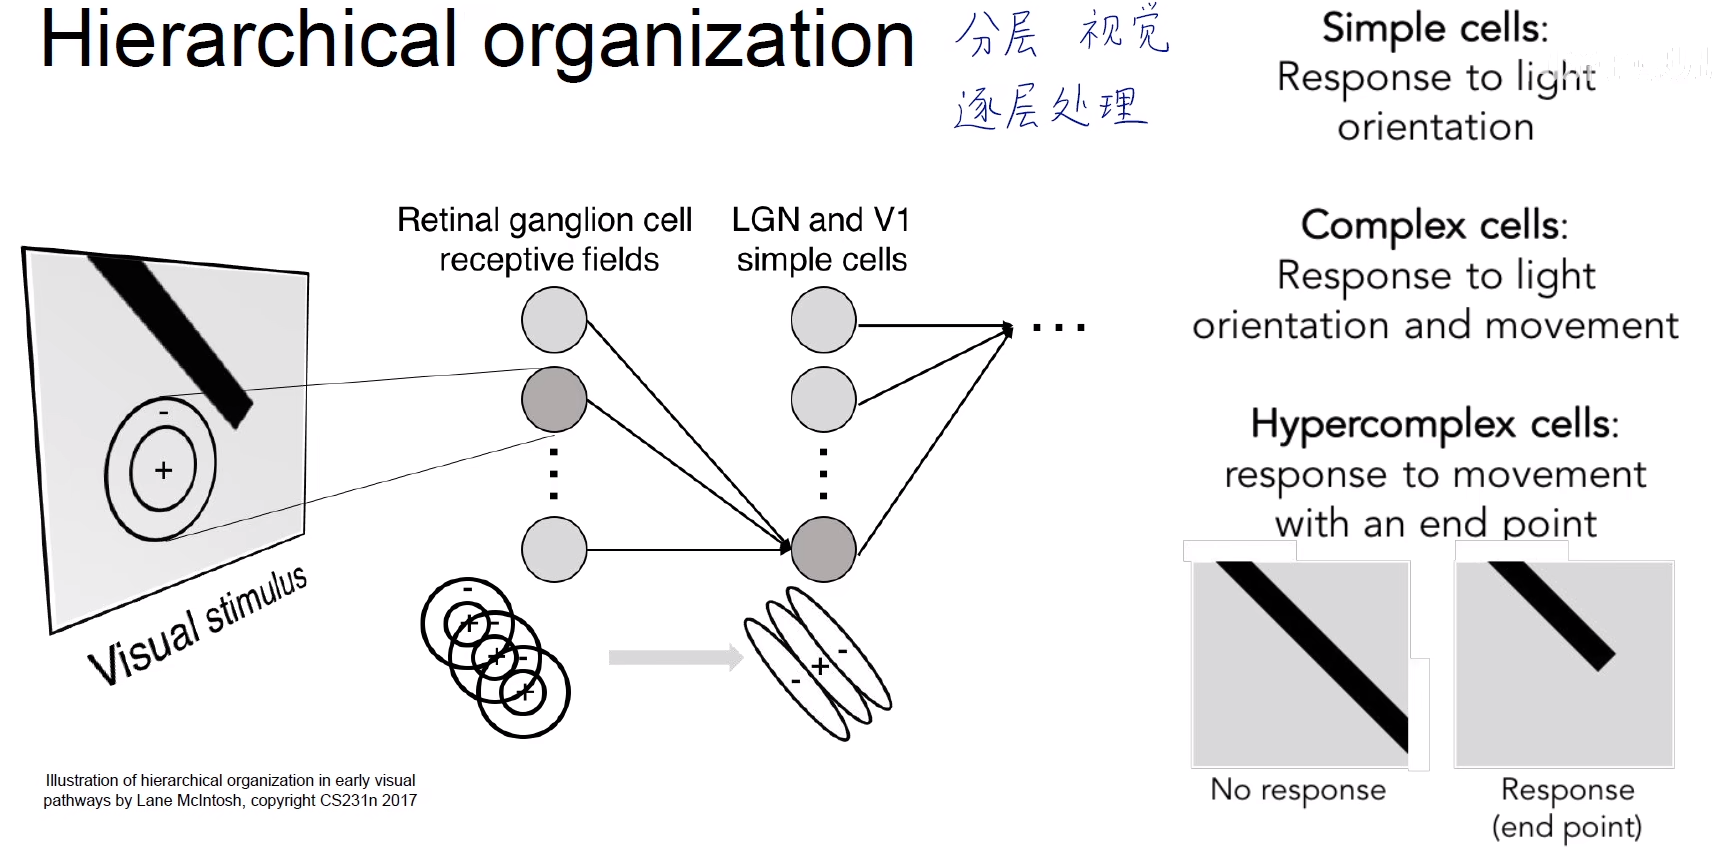 Hierarchical organization
分层 视觉
逐层处理
Simple cells:
Response to light
orientation
Complex cells:
Response to light
orientation and movement
Hypercomplex cells:
response to movement
with an end point
No response
Response
(end point)
Retinal ganglion cell
receptive fields
LGN and V1
simple cells
- +
Visual stimulus
- + - + - +
- + -
Illustration of hierarchical organization in early visual
pathways by Lane McIntosh, copyright CS231n 2017